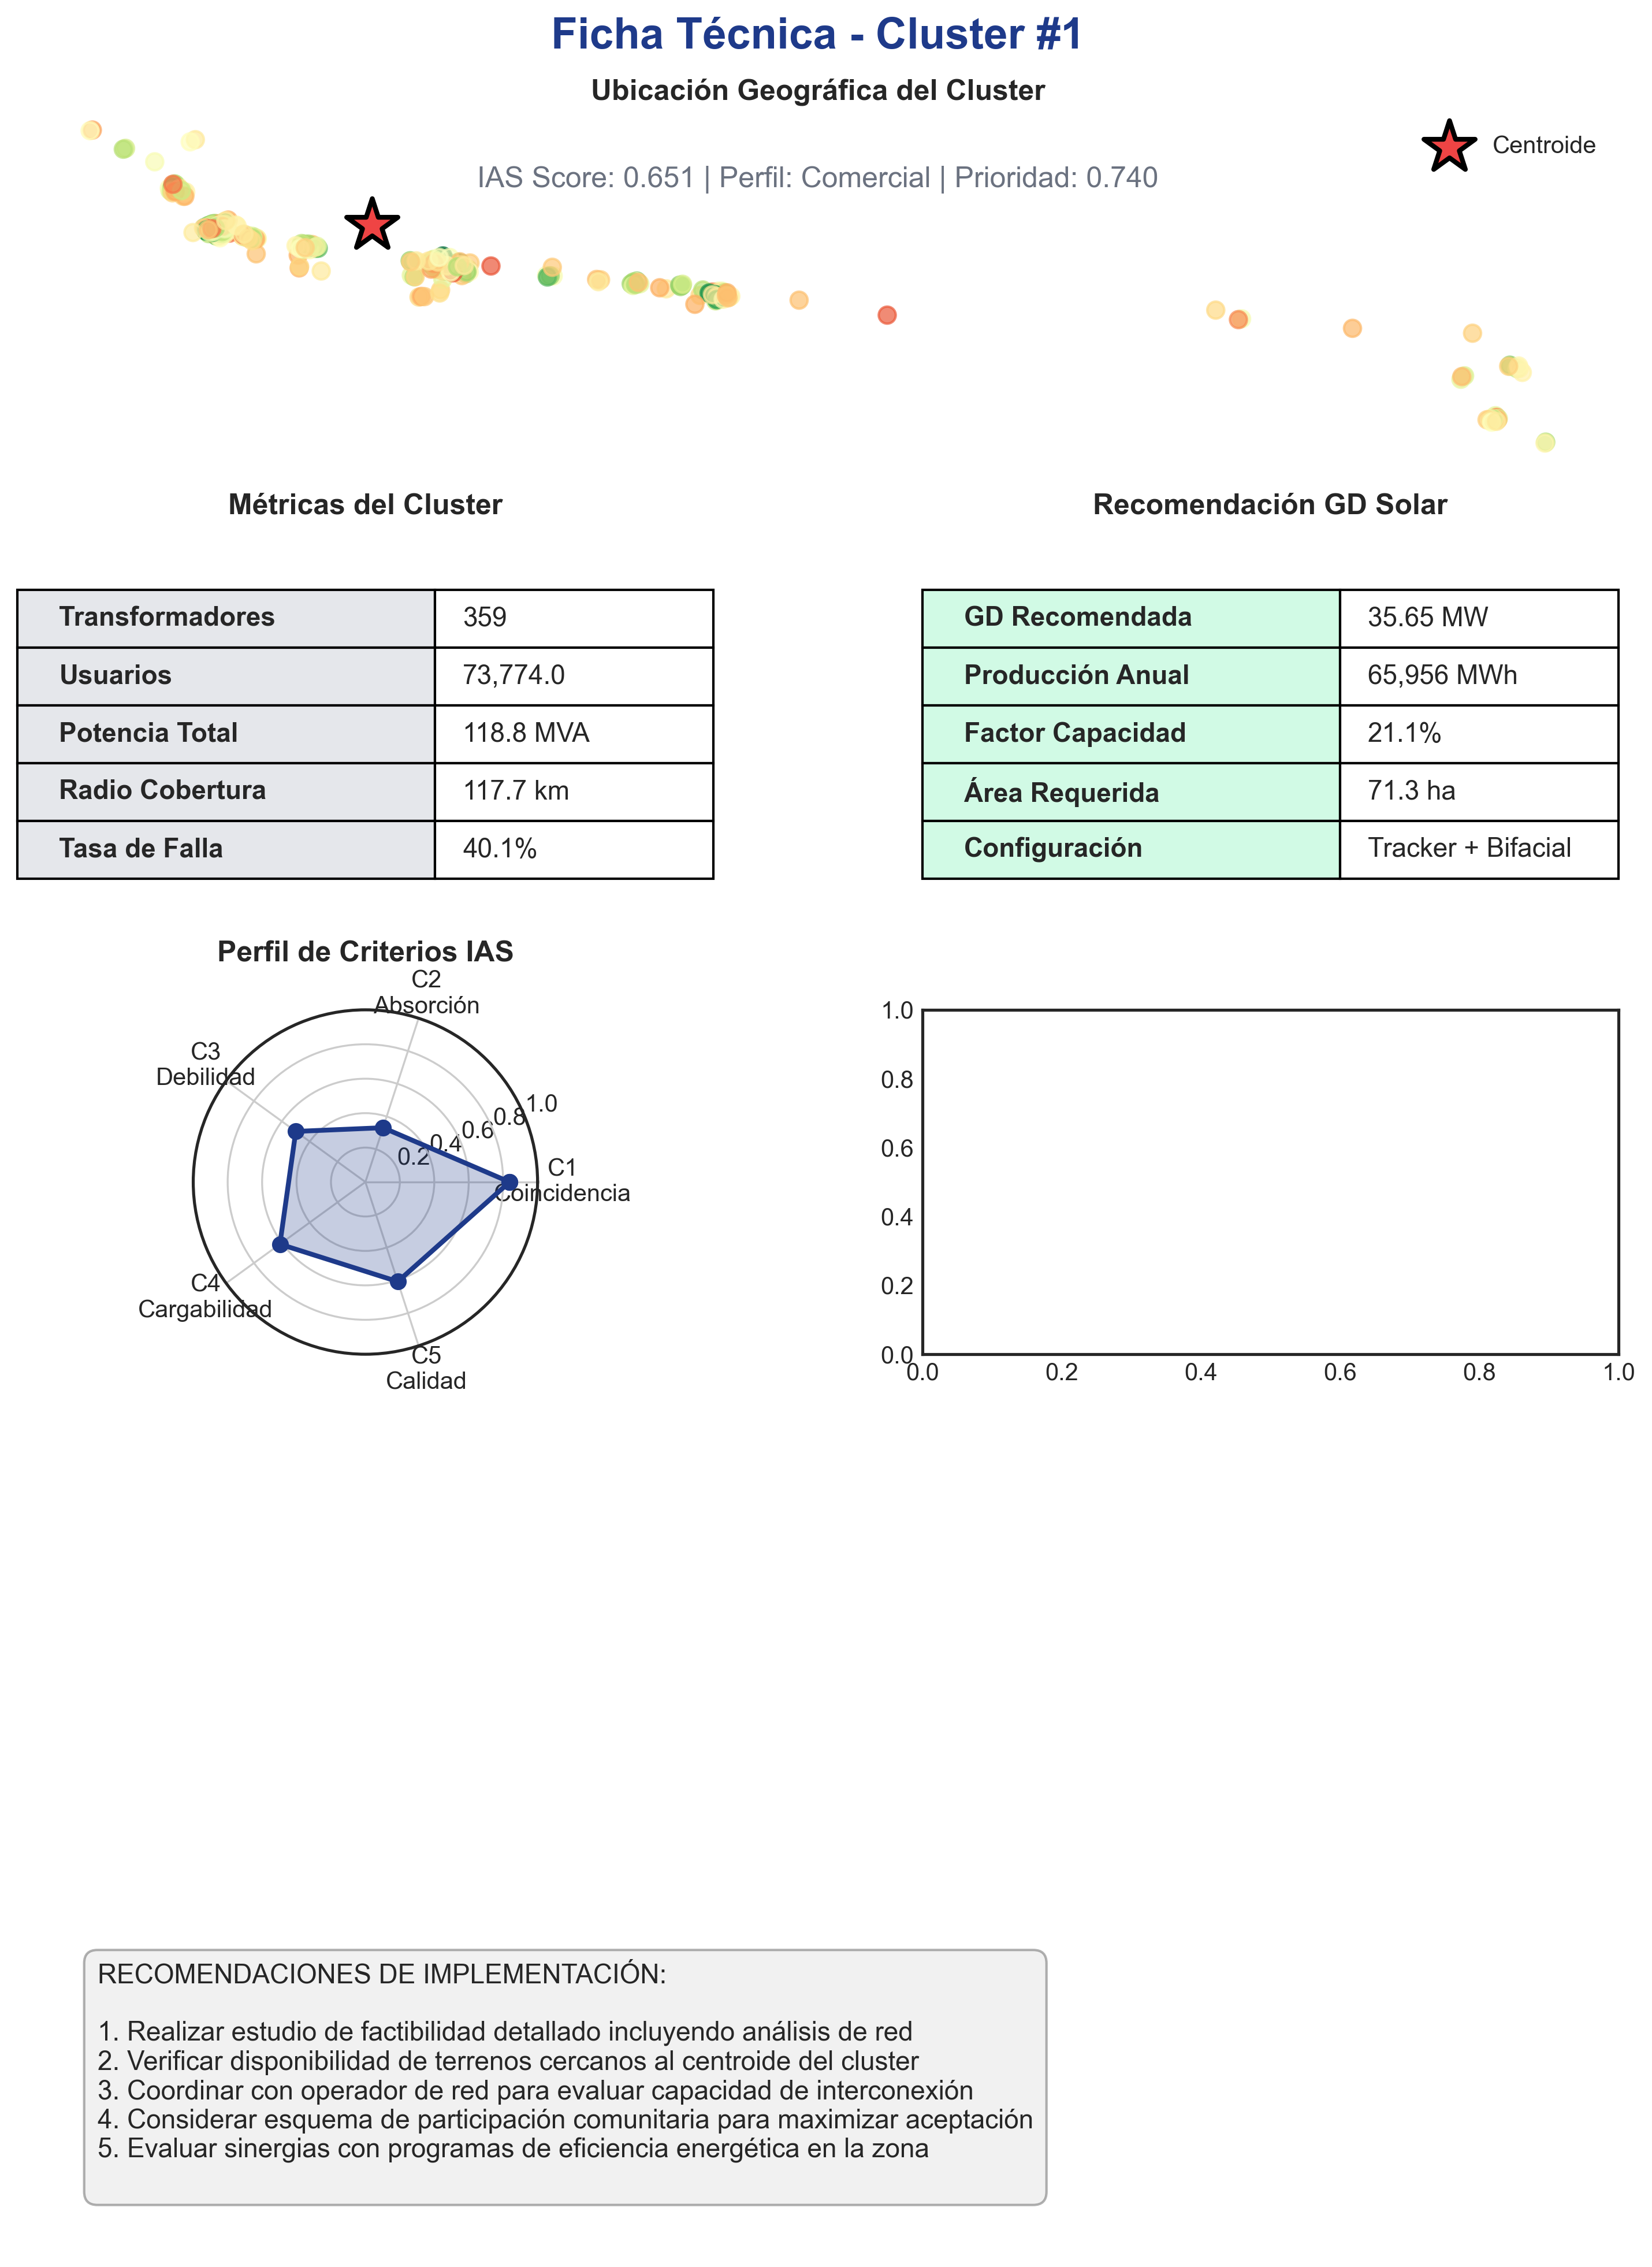 Ficha Técnica - Cluster #1
Ubicación Geográfica del Cluster
Centroide
IAS Score: 0.651 | Perfil: Comercial | Prioridad: 0.740
Métricas del Cluster
Transformadores 359
Usuarios 73,774.0
Potencia Total 118.8 MVA
Radio Cobertura 117.7 km
Tasa de Falla 40.1%
Recomendación GD Solar
GD Recomendada 35.65 MW
Producción Anual 65,956 MWh
Factor Capacidad 21.1%
Área Requerida 71.3 ha
Configuración Tracker + Bifacial
Perfil de Criterios IAS
C2
Absorción
C3
Debilidad
1.0
0.8
0.6
0.4
0.2
C1
Coincidencia
C4
Cargabilidad
C5
Calidad
1.0
0.8
0.6
0.4
0.2
0.0
0.0 0.2 0.4 0.6 0.8 1.0
RECOMENDACIONES DE IMPLEMENTACIÓN:
1. Realizar estudio de factibilidad detallado incluyendo análisis de red
2. Verificar disponibilidad de terrenos cercanos al centroide del cluster
3. Coordinar con operador de red para evaluar capacidad de interconexión
4. Considerar esquema de participación comunitaria para maximizar aceptación
5. Evaluar sinergias con programas de eficiencia energética en la zona